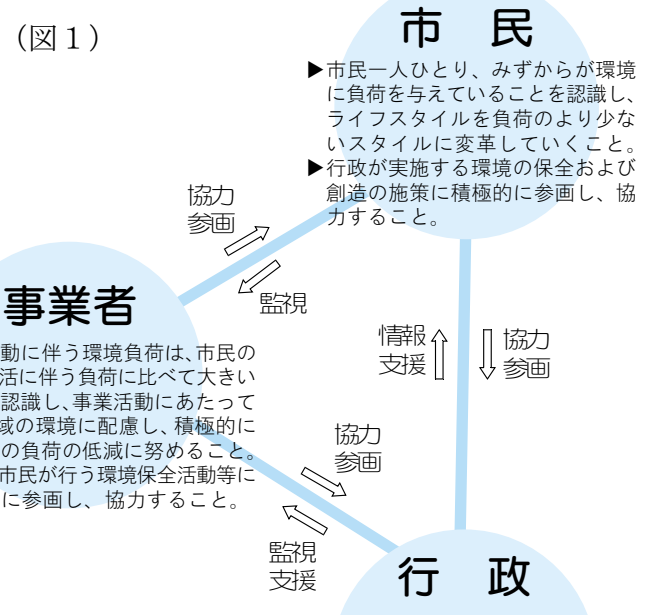 （図１）
市 民
▶市民一人ひとり、みずからが環境
に負荷を与えていることを認識し、
ライフスタイルを負荷のより少な
いスタイルに変革していくこと。
▶行政が実施する環境の保全および
創造の施策に積極的に参画し、協
力すること。
協力
参画
監視
事業者
動に伴う環境負荷は、市民の
活に伴う負荷に比べて大きい
認識し、事業活動にあたって
域の環境に配慮し、積極的に
の負荷の低減に努めること。
市民が行う環境保全活動等に
に参画し、協力すること。
情報
支援
協力
参画
協力
参画
監視
支援
行 政